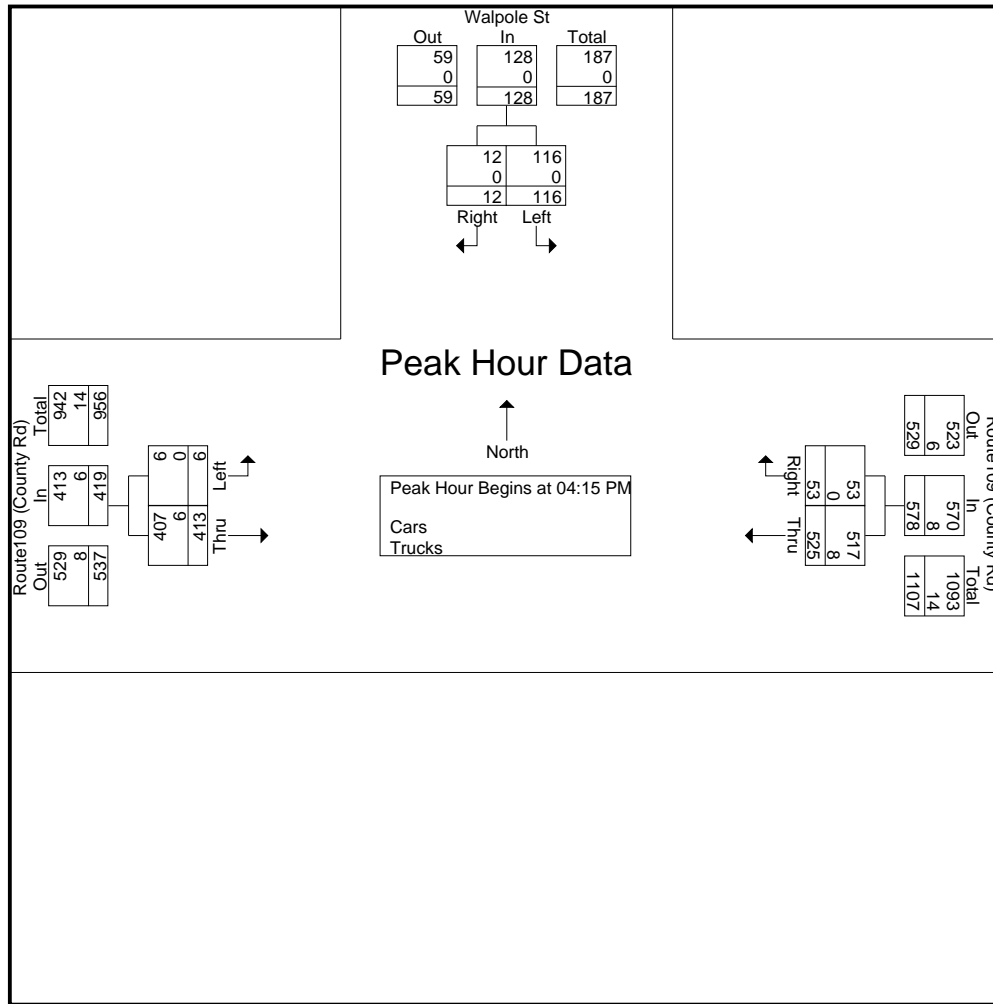 Walpole St
Out In Total
59 128 187
0 0 0
59 128 187
12 116
0 0
12 116
Right Left
Peak Hour Data
North
Peak Hour Begins at 04:15 PM
Cars
Trucks
Route109 (County Rd)
Out In Total
529 413 942
8 6 14
537 419 956
Thru Left
407 6
6 0
413 6
Route109 (County Rd)
Out In Total
523 570 1093
6 8 14
529 578 1107
Right Thru
53 517
0 8
53 525